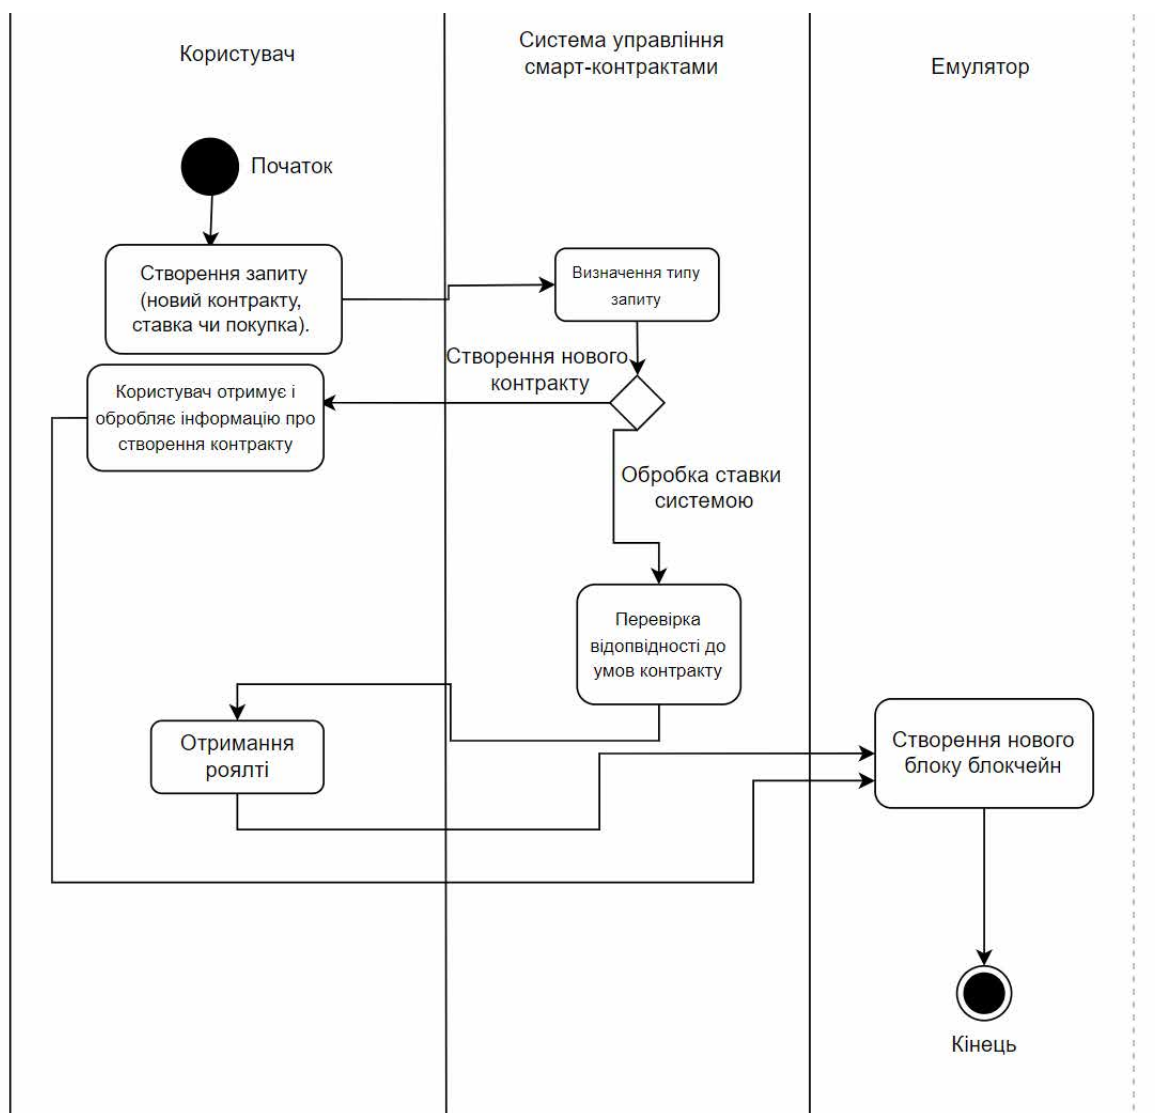 Користувач
Система управління
смарт-контрактами
Емулятор
Початок
Створення запиту
(новий контракту,
ставка чи покупка).
Визначення типу
запиту
Створення нового
контракту
Користувач отримує і
обробляє інформацію про
створення контракту
Обробка ставки
системою
Перевірка
відопвідності до
умов контракту
Отримання
роялті
Створення нового
блоку блокчейн
Кінець